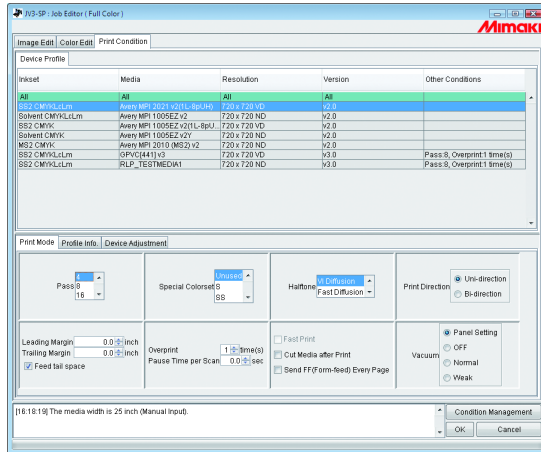 JV3-SP : Job Editor ( Full Color )
Mimaki
Image Edit Color Edit Print Condition
Device Profile
Inkset Media Resolution Version Other Conditions
All All All All
SS2 CMYKLcLm Avery MPI 2021 v2(1L-8pUH) 720 x 720 VD v2.0
Solvent CMYKLcLm Avery MPI 1005EZ v2 720 x 720 ND v2.0
SS2 CMYK Avery MPI 1005EZ v2(1L-8pU... 720 x 720 VD v2.0
Solvent CMYK Avery MPI 1005EZ v2Y 720 x 720 ND v2.0
MS2 CMYK Avery MPI 2010 (MS2) v2 720 x 720 ND v2.0
SS2 CMYKLcLm GPVC[441] v3 720 x 720 VD v3.0 Pass:8, Overprint:1 time(s)
SS2 CMYKLcLm RLP_TESTMEDIA1 720 x 720 VD v3.0 Pass:8, Overprint:1 time(s)
Print Mode Profile Info. Device Adjustment
Pass 4 8 16
Special Colorset Unused S SS
Halftone VI Diffusion Fast Diffusion
Print Direction Uni-direction Bi-direction
Leading Margin 0.0 inch
Trailing Margin 0.0 inch
Feed tail space
Overprint 1 time(s)
Pause Time per Scan 0.0 sec
Fast Print
Cut Media after Print
Send FF(Form-feed) Every Page
Vacuum Panel Setting
OFF
Normal
Weak
[16:18:19] The media width is 25 inch (Manual Input).
Condition Management
OK Cancel